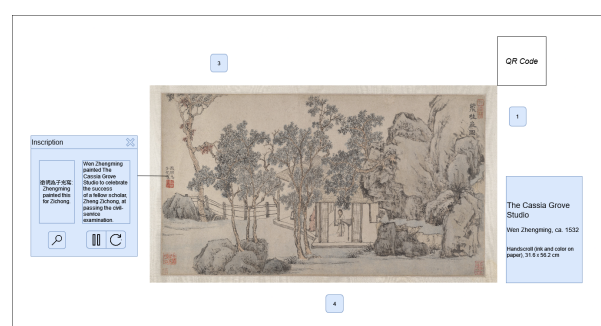 QR Code
3
1
Inscription
徵明為子充寫
Zhengming
painted this
for Zichong.
Wen Zhengming
painted The
Cassia Grove
Studio to celebrate
the success
of a fellow scholar,
Zheng Zichong, at
passing the civil-
service
examination.
The Cassia Grove
Studio
Wen Zhengming, ca. 1532
Handscroll (ink and color on
paper), 31.6 x 56.2 cm
4